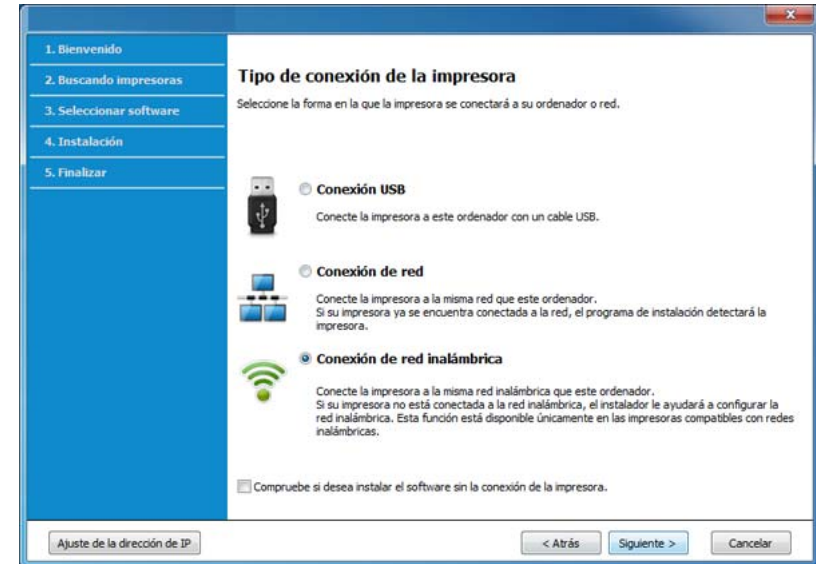 1. Bienvenido
2. Buscando impresoras
3. Seleccionar software
4. Instalación
5. Finalizar
Tipo de conexión de la impresora
Seleccione la forma en la que la impresora se conectará a su ordenador o red.
Conexión USB
Conecte la impresora a este ordenador con un cable USB.
Conexión de red
Conecte la impresora a la misma red que este ordenador.
Si su impresora ya se encuentra conectada a la red, el programa de instalación detectará la
impresora.
Conexión de red inalámbrica
Conecte la impresora a la misma red inalámbrica que este ordenador.
Si su impresora no está conectada a la red inalámbrica, el instalador le ayudará a configurar la
red inalámbrica. Esta función está disponible únicamente en las impresoras compatibles con redes
inalámbricas.
Compruebe si desea instalar el software sin la conexión de la impresora.
Ajuste de la dirección de IP
< Atrás
Siguiente >
Cancelar